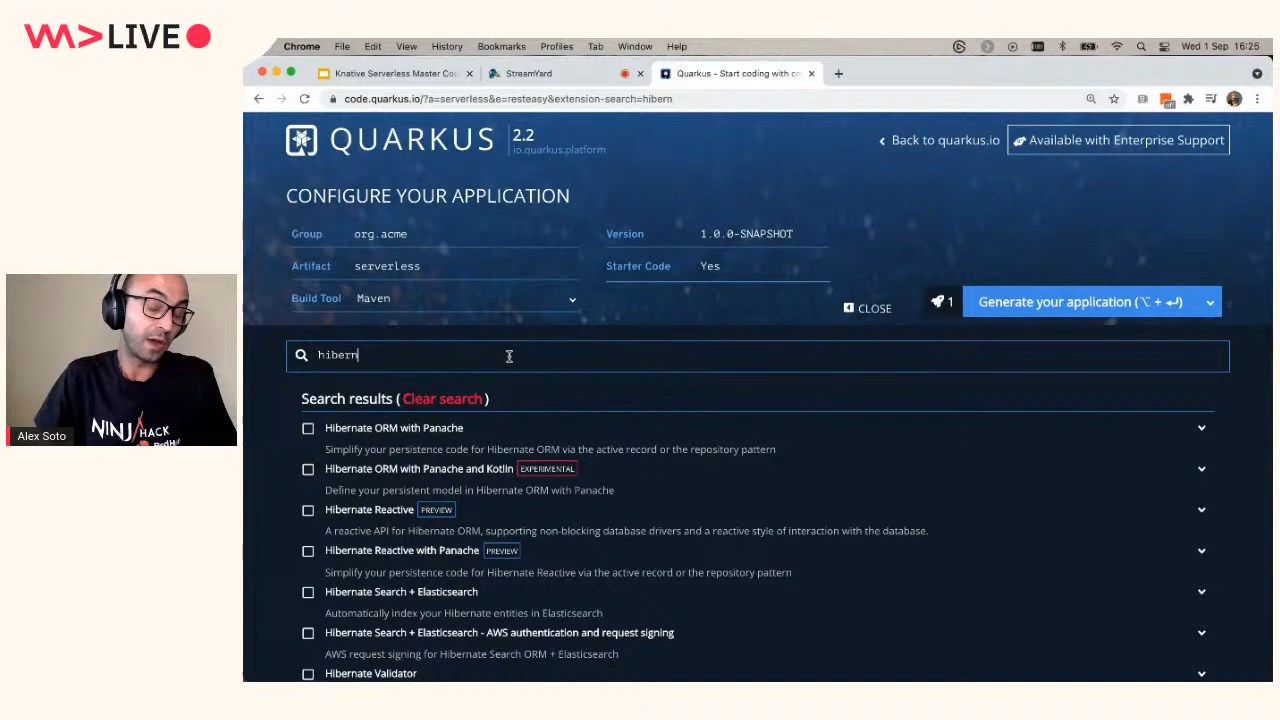 WA>LIVE
Chrome File Edit View History Bookmarks Profiles Tab Window Help Wed 1 Sep 16:25
Knative Serverless Master Cou StreamYard Quarkus - Start coding with co
code.quarkus.io/?a=serverless&e=resteasy&extension-search=hibern
QUARKUS 2.2
io.quarkus.platform
Back to quarkus.io Available with Enterprise Support
CONFIGURE YOUR APPLICATION
Group org.acme Version 1.0.0-SNAPSHOT
Artifact serverless Starter Code Yes
Build Tool Maven
CLOSE 1 Generate your application (⌥ + ↵)
hibern
Search results (Clear search)
Hibernate ORM with Panache
Simplify your persistence code for Hibernate ORM via the active record or the repository pattern
Hibernate ORM with Panache and Kotlin EXPERIMENTAL
Define your persistent model in Hibernate ORM with Panache
Hibernate Reactive PREVIEW
A reactive API for Hibernate ORM, supporting non-blocking database drivers and a reactive style of interaction with the database.
Hibernate Reactive with Panache PREVIEW
Simplify your persistence code for Hibernate Reactive via the active record or the repository pattern
Hibernate Search + Elasticsearch
Automatically index your Hibernate entities in Elasticsearch
Hibernate Search + Elasticsearch - AWS authentication and request signing
AWS request signing for Hibernate Search ORM + Elasticsearch
Hibernate Validator
NINJA
HACK
Alex Soto